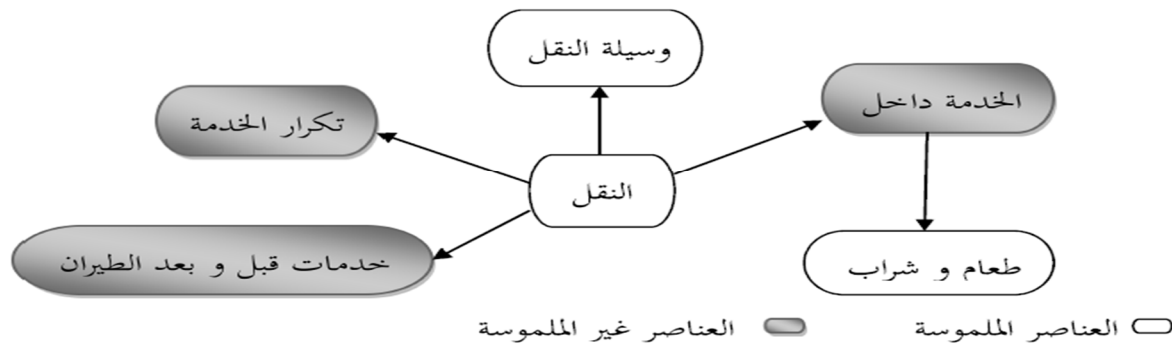 وسيلة النقل
الخدمة داخل
تكرار الخدمة
النقل
خدمات قبل و بعد الطيران
طعام و شراب
العناصر الملموسة
العناصر غير الملموسة